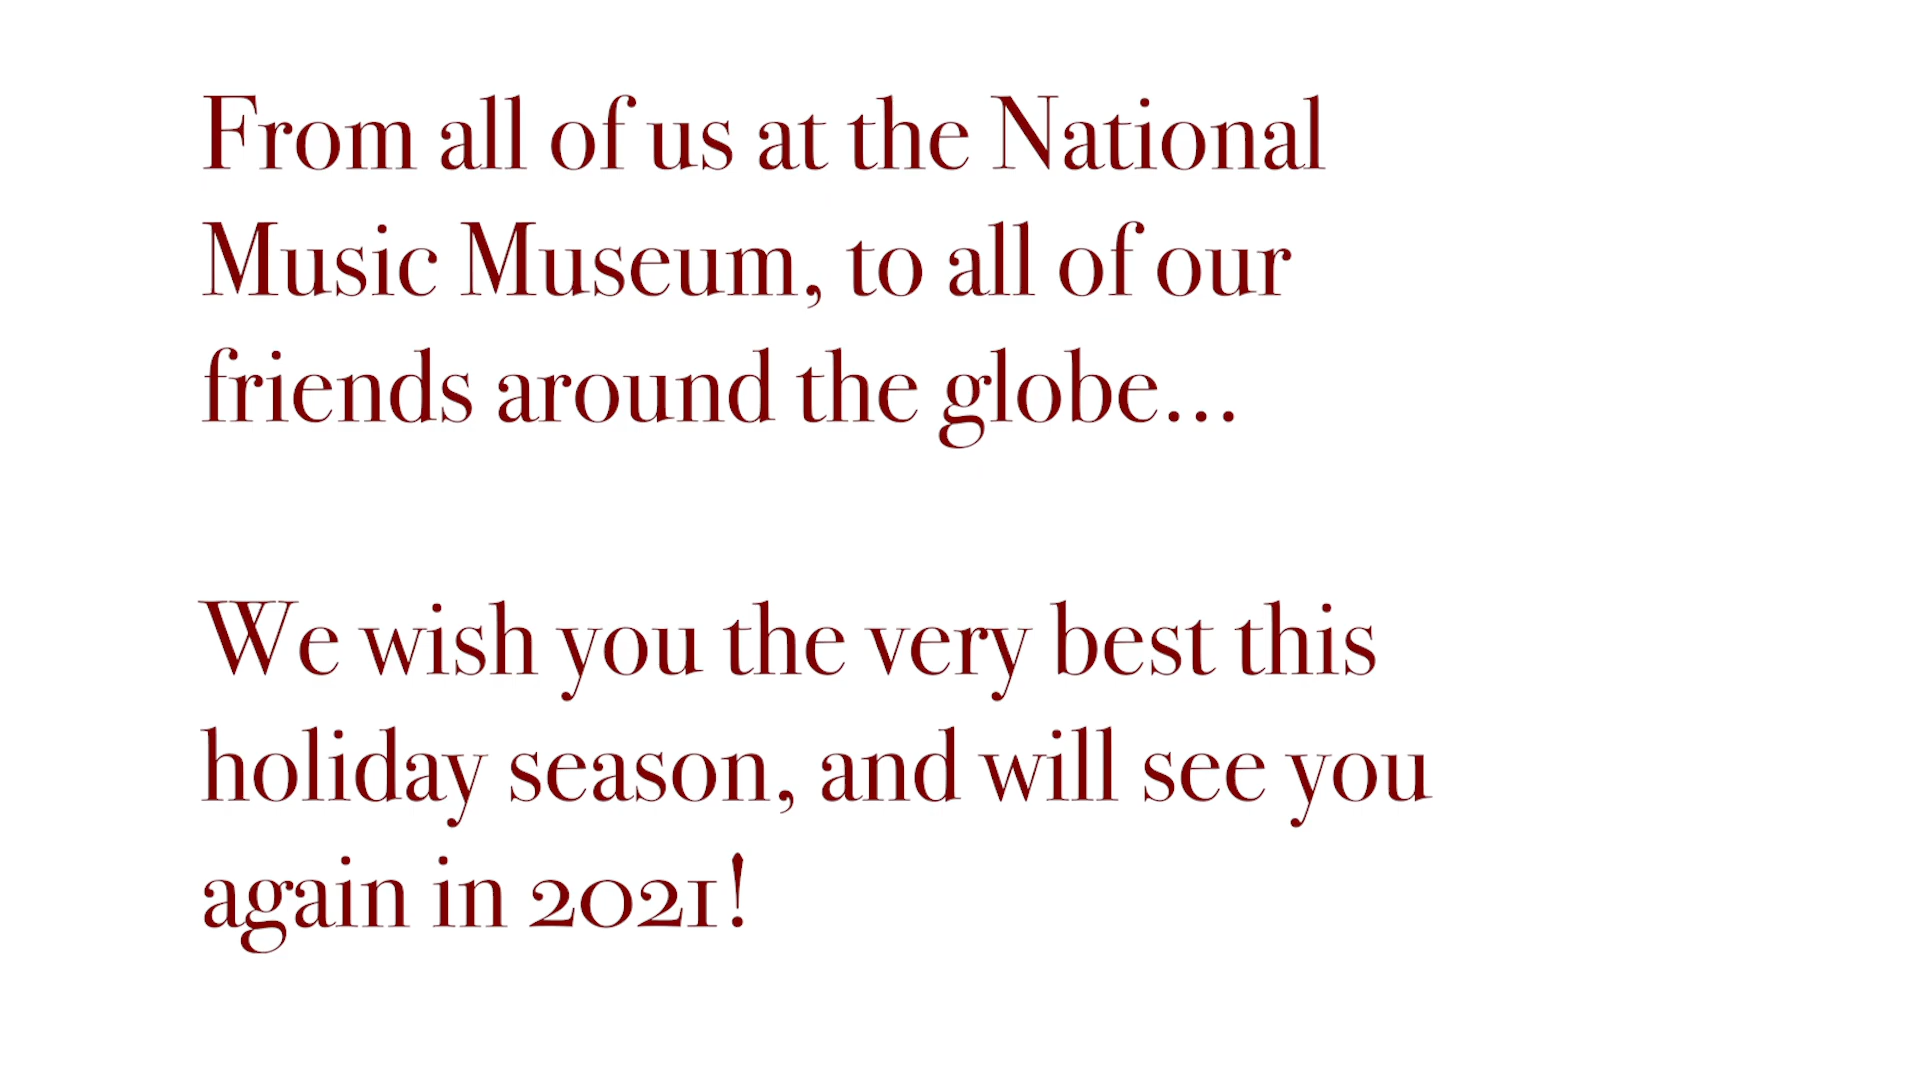 From all of us at the National
Music Museum, to all of our
friends around the globe...
We wish you the very best this
holiday season, and will see you
again in 2021!